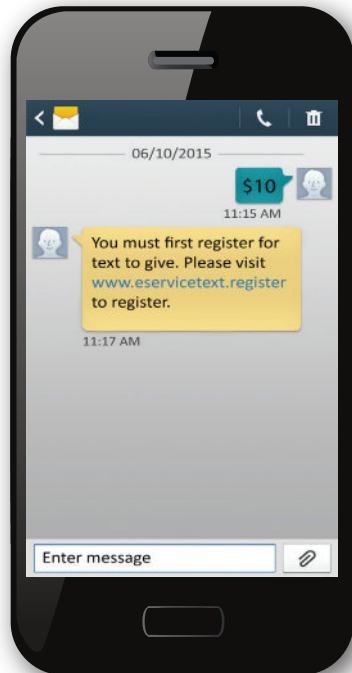 06/10/2015
$10
11:15 AM
You must first register for
text to give. Please visit
www.eservicetext.register
to register.
11:17 AM
Enter message